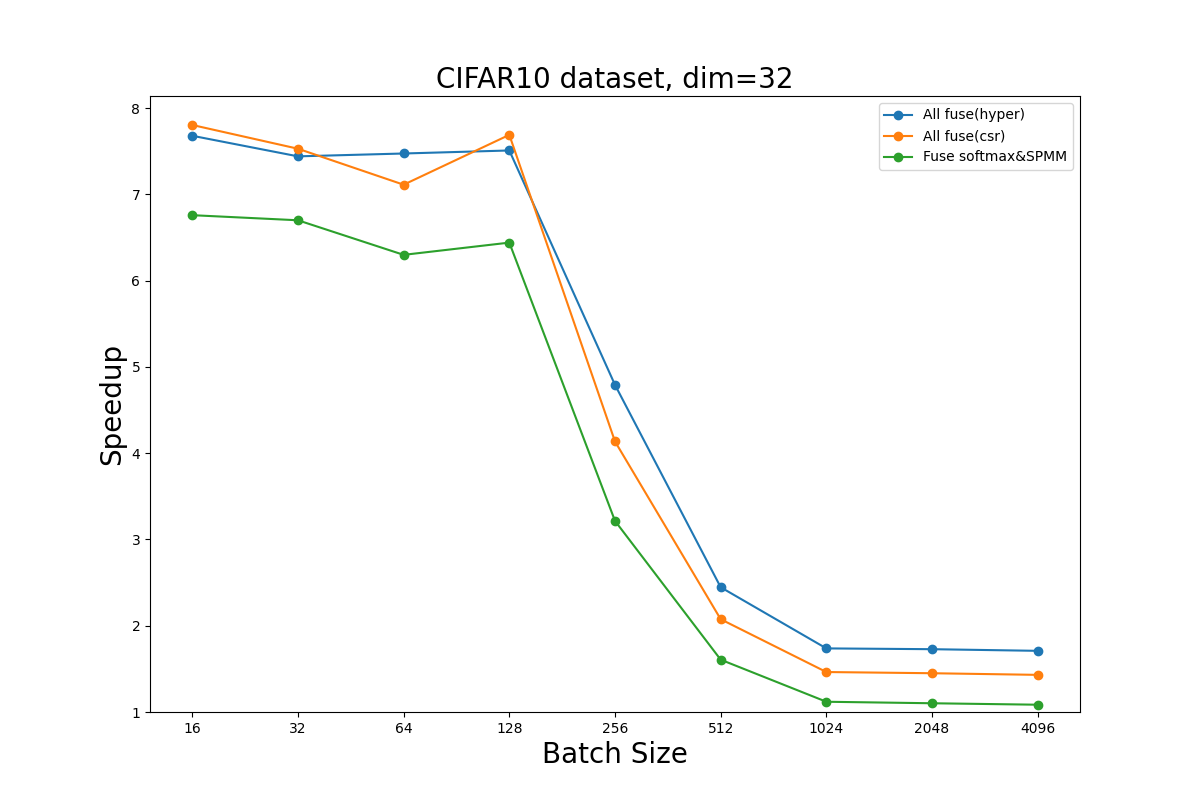 CIFAR10 dataset, dim=32
All fuse(hyper)
All fuse(csr)
Fuse softmax&SPMM
Speedup
8
7
6
5
4
3
2
1
16 32 64 128 256 512 1024 2048 4096
Batch Size